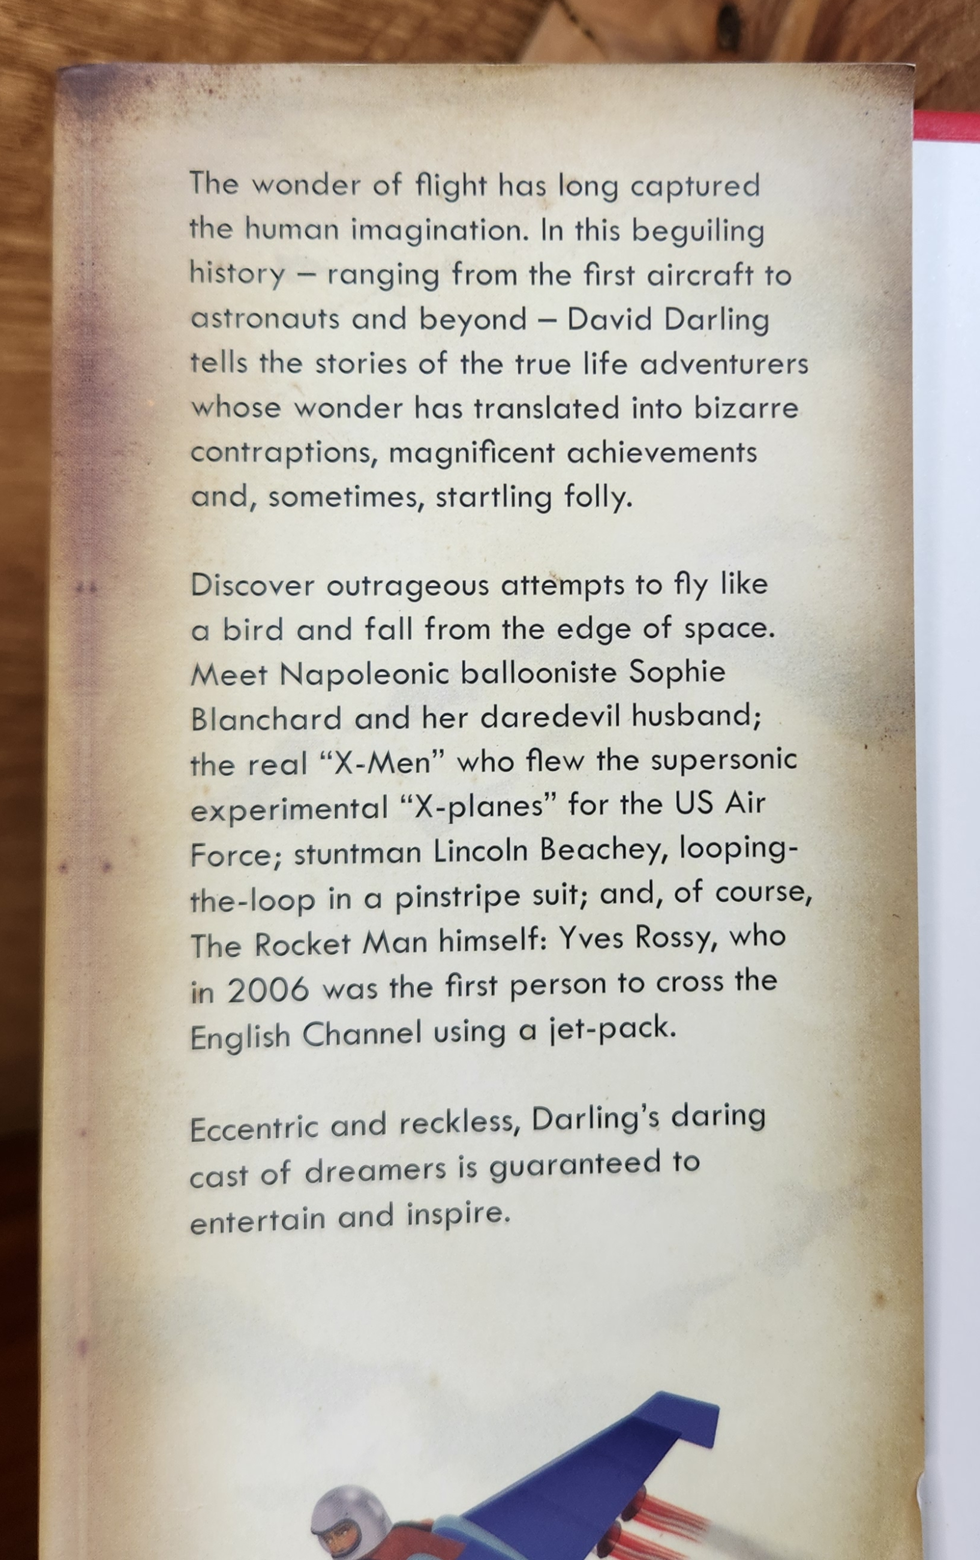 The wonder of flight has long captured
the human imagination. In this beguiling
history – ranging from the first aircraft to
astronauts and beyond – David Darling
tells the stories of the true life adventurers
whose wonder has translated into bizarre
contraptions, magnificent achievements
and, sometimes, startling folly.
Discover outrageous attempts to fly like
a bird and fall from the edge of space.
Meet Napoleonic ballooniste Sophie
Blanchard and her daredevil husband;
the real “X-Men” who flew the supersonic
experimental “X-planes” for the US Air
Force; stuntman Lincoln Beachey, looping-
the-loop in a pinstripe suit; and, of course,
The Rocket Man himself: Yves Rossy, who
in 2006 was the first person to cross the
English Channel using a jet-pack.
Eccentric and reckless, Darling’s daring
cast of dreamers is guaranteed to
entertain and inspire.